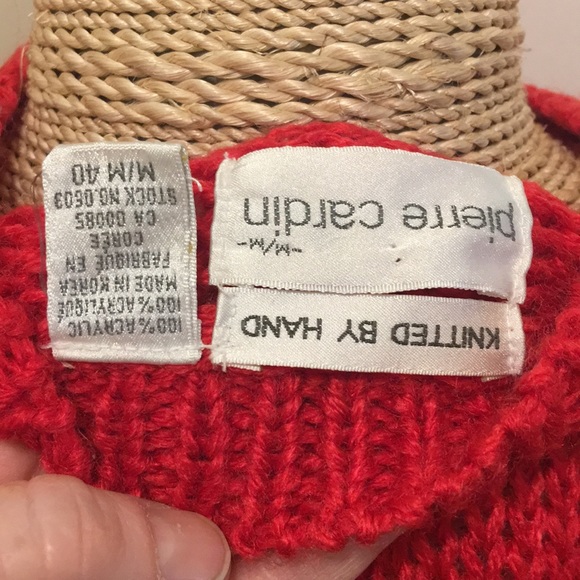 pierre cardin
-M/M-
KNITTED BY HAND
100% ACRYLIC
100% ACRYLIQUE
MADE IN KOREA
FABRIQUE EN
COREE
CA 00085
STOCK NO.0603
M/M 40